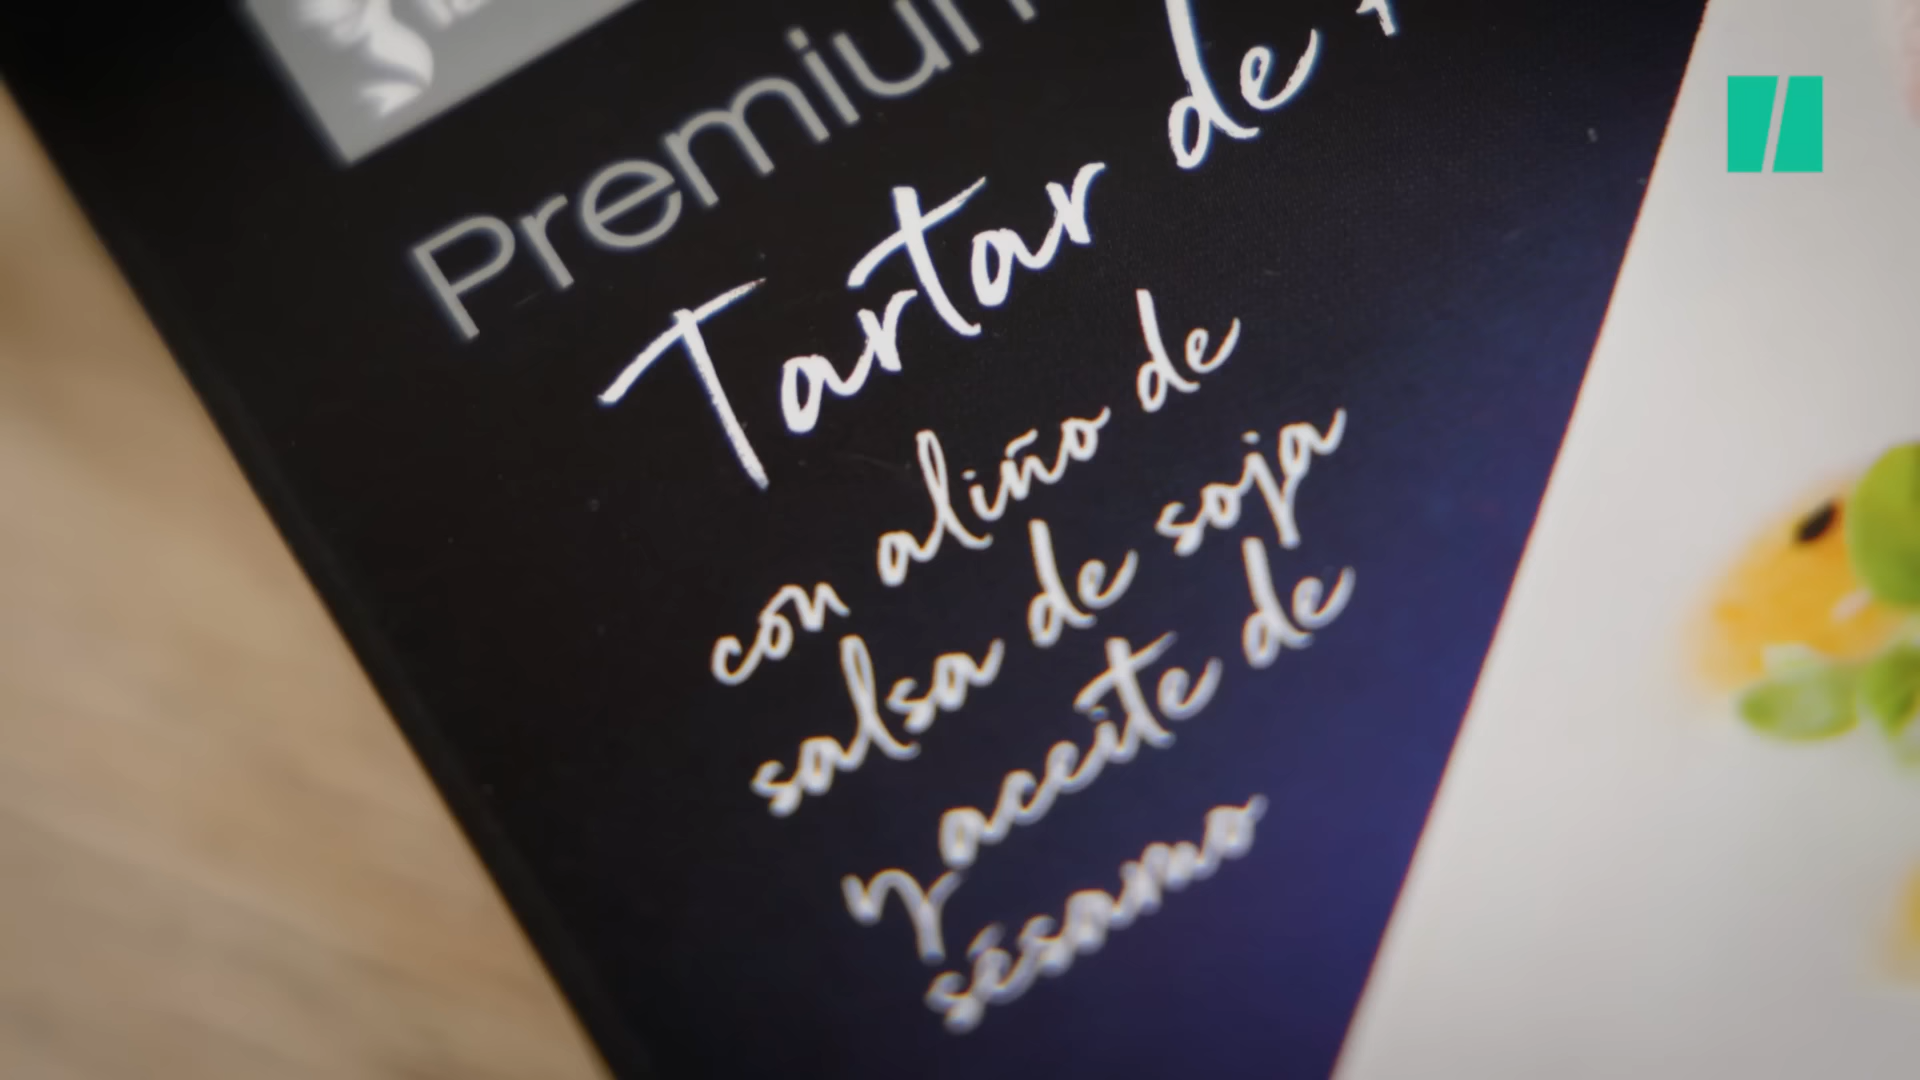 Premium
Tartar de
con aliño de
salsa de soja
y aceite de
sésamo